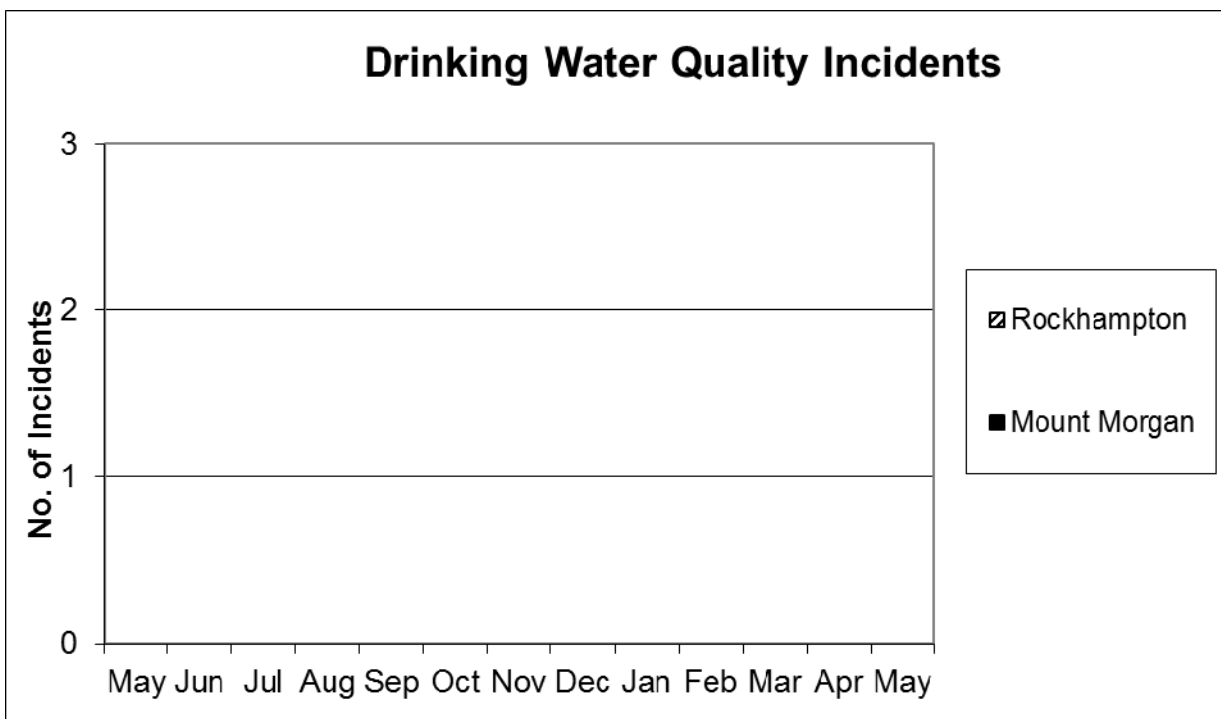 Drinking Water Quality Incidents
No. of Incidents
3
2
1
0
May Jun Jul Aug Sep Oct Nov Dec Jan Feb Mar Apr May
Rockhampton
Mount Morgan